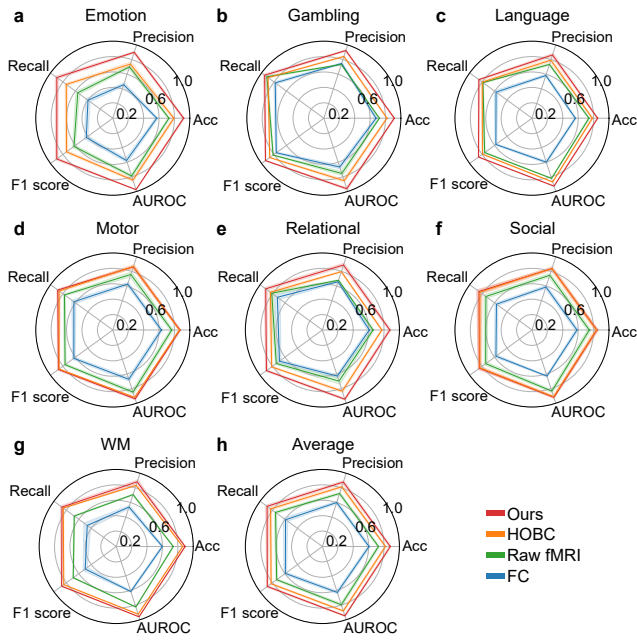 a Emotion
Precision
Recall
1.0
0.6
0.2
Acc
F1 score
AUROC
b Gambling
Precision
Recall
1.0
0.6
0.2
Acc
F1 score
AUROC
c Language
Precision
Recall
1.0
0.6
0.2
Acc
F1 score
AUROC
d Motor
Precision
Recall
1.0
0.6
0.2
Acc
F1 score
AUROC
e Relational
Precision
Recall
1.0
0.6
0.2
Acc
F1 score
AUROC
f Social
Precision
Recall
1.0
0.6
0.2
Acc
F1 score
AUROC
g WM
Precision
Recall
1.0
0.6
0.2
Acc
F1 score
AUROC
h Average
Precision
Recall
1.0
0.6
0.2
Acc
F1 score
AUROC
Ours
HOBC
Raw fMRI
FC